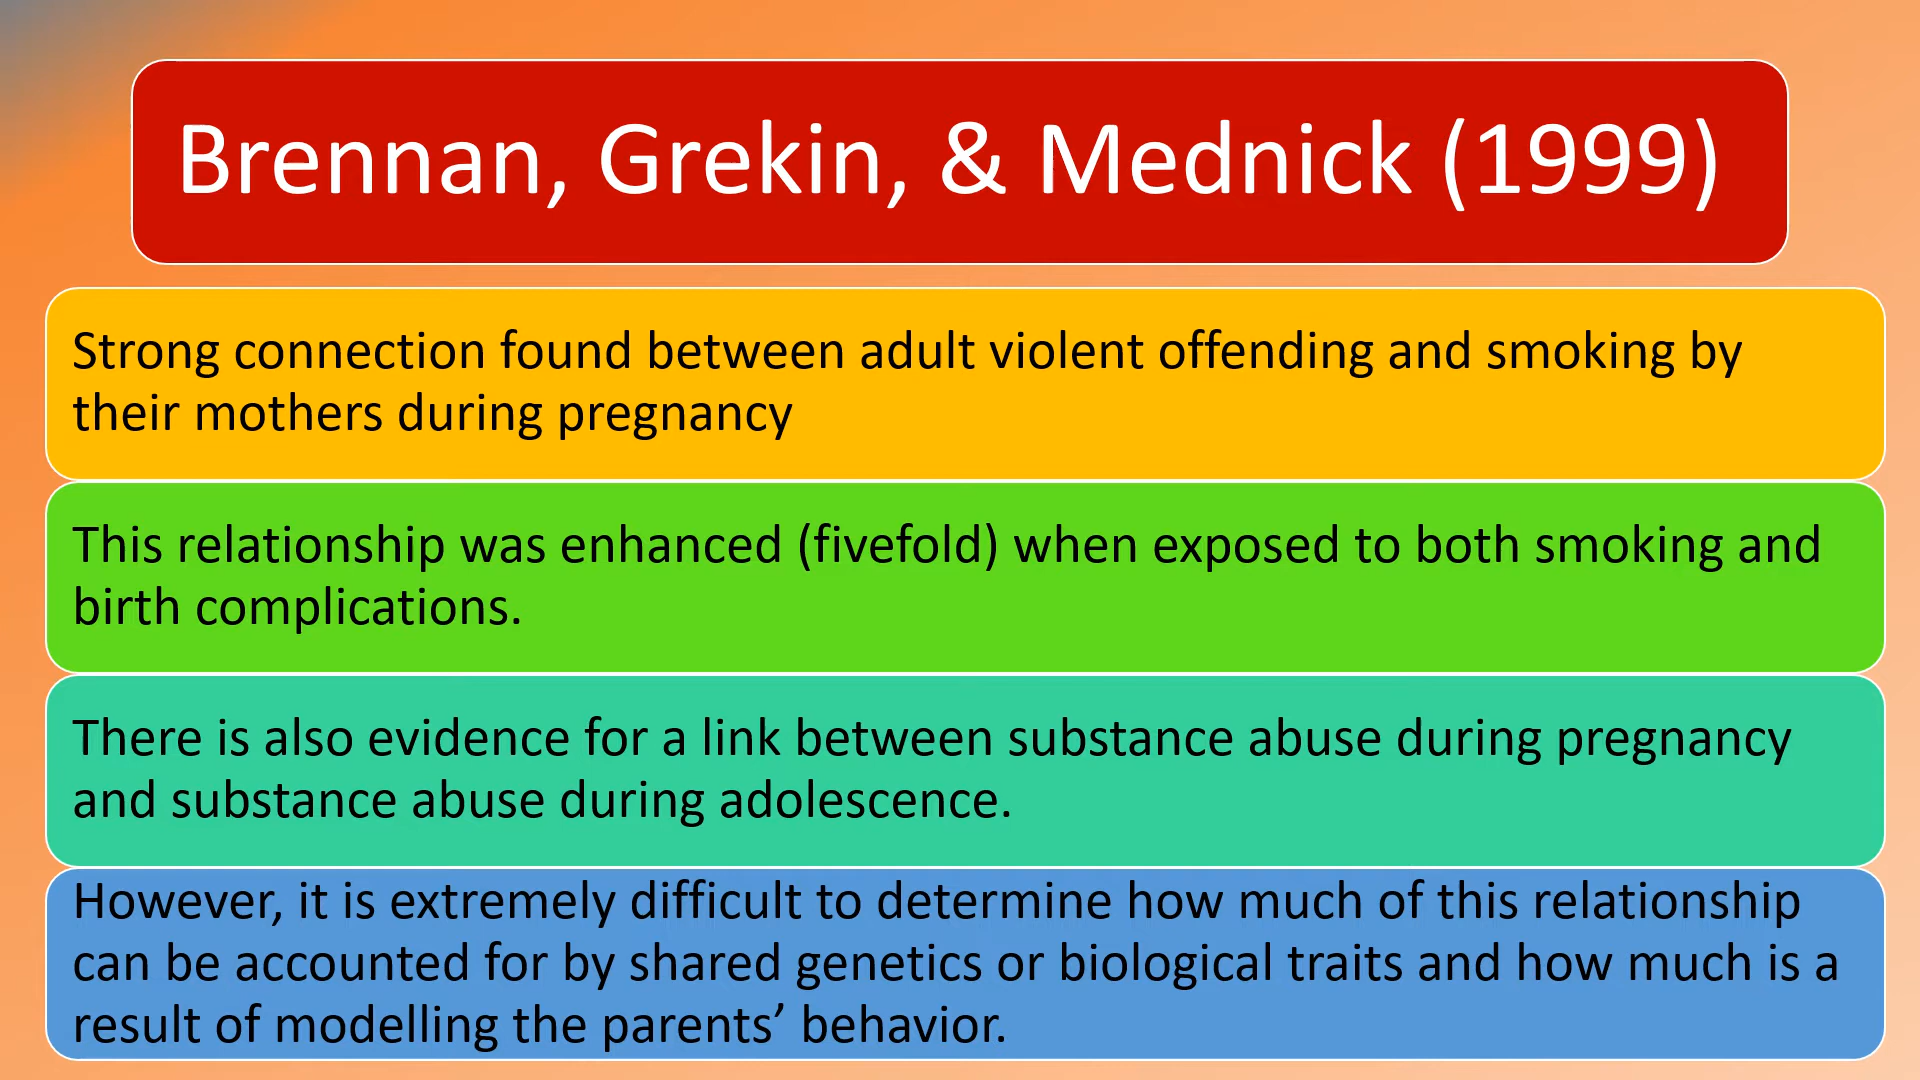 Brennan, Grekin, & Mednick (1999)
Strong connection found between adult violent offending and smoking by
their mothers during pregnancy
This relationship was enhanced (fivefold) when exposed to both smoking and
birth complications.
There is also evidence for a link between substance abuse during pregnancy
and substance abuse during adolescence.
However, it is extremely difficult to determine how much of this relationship
can be accounted for by shared genetics or biological traits and how much is a
result of modelling the parents’ behavior.